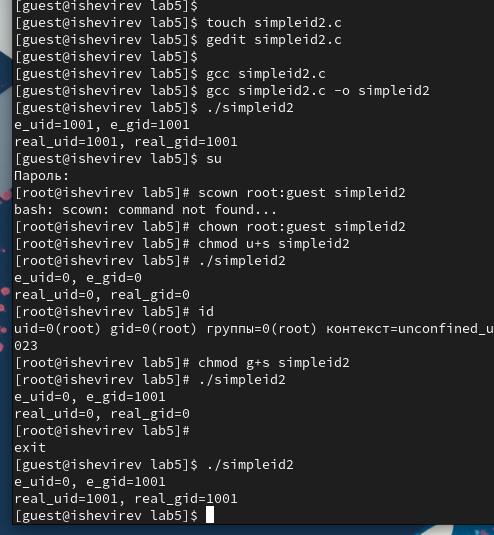 [guest@ishevirev lab5]$
[guest@ishevirev lab5]$ touch simpleid2.c
[guest@ishevirev lab5]$ gedit simpleid2.c
[guest@ishevirev lab5]$
[guest@ishevirev lab5]$ gcc simpleid2.c
[guest@ishevirev lab5]$ gcc simpleid2.c -o simpleid2
[guest@ishevirev lab5]$ ./simpleid2
e_uid=1001, e_gid=1001
real_uid=1001, real_gid=1001
[guest@ishevirev lab5]$ su
Пароль:
[root@ishevirev lab5]# scown root:guest simpleid2
bash: scown: command not found...
[root@ishevirev lab5]# chown root:guest simpleid2
[root@ishevirev lab5]# chmod u+s simpleid2
[root@ishevirev lab5]# ./simpleid2
e_uid=0, e_gid=0
real_uid=0, real_gid=0
[root@ishevirev lab5]# id
uid=0(root) gid=0(root) группы=0(root) контекст=unconfined_u
023
[root@ishevirev lab5]# chmod g+s simpleid2
[root@ishevirev lab5]# ./simpleid2
e_uid=0, e_gid=1001
real_uid=0, real_gid=0
[root@ishevirev lab5]#
exit
[guest@ishevirev lab5]$ ./simpleid2
e_uid=0, e_gid=1001
real_uid=1001, real_gid=1001
[guest@ishevirev lab5]$